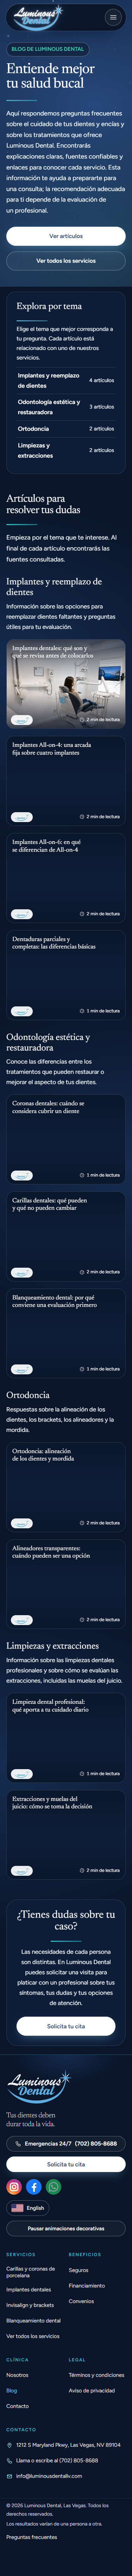 Luminous
Dental
BLOG DE LUMINOUS DENTAL
Entiende mejor
tu salud bucal
Aquí respondemos preguntas frecuentes
desde el cuidado de dientes y encías y
sobre los tratamientos que ofrece
Luminous Dental. Encontrarás
explicaciones claras, fuentes confiables y
enlaces cuando quieras saber más. Esta
información te ayuda a prepararte para
una consulta; la recomendación adecuada
para ti depende de la evaluación de
un profesional.
Ver artículos
Ver todos los servicios
Explora por tema
Elige el tema que mejor corresponda a
tu pregunta. Cada artículo está
relacionado con uno de nuestros
servicios.
Implantes y reemplazo
de dientes
4 artículos
Odontología estética y
restauradora
3 artículos
Ortodoncia
2 artículos
Limpiezas y
extracciones
2 artículos
Artículos para
resolver tus dudas
Empieza por el tema que te interesa. Al
final de cada artículo encontrarás las
fuentes consultadas.
Implantes y reemplazo de
dientes
Información sobre las opciones para
reemplazar dientes faltantes y preguntas
útiles para tu evaluación.
Implantes dentales: qué son y
qué se revisa antes de colocarlos
2 min de lectura
Implantes All-on-4: una arcada
fija sobre cuatro implantes
2 min de lectura
Implantes All-on-6: en qué
se diferencian de All-on-4
2 min de lectura
Dentaduras parciales y
completas: las diferencias básicas
1 min de lectura
Odontología estética y
restauradora
Conoce las diferencias entre los
tratamientos que pueden restaurar o
mejorar el aspecto de tus dientes.
Coronas dentales: cuándo se
considera cubrir un diente
1 min de lectura
Carillas dentales: qué pueden
y qué no pueden cambiar
2 min de lectura
Blanqueamiento dental: por qué
conviene una evaluación primero
1 min de lectura
Ortodoncia
Respuestas sobre la alineación de los
dientes, los brackets, los alineadores y la
mordida.
Ortodoncia: alineación
de los dientes y mordida
2 min de lectura
Alineadores transparentes:
cuándo pueden ser una opción
2 min de lectura
Limpiezas y extracciones
Información sobre las limpiezas dentales
profesionales y sobre cómo se evalúan las
extracciones, incluidas las muelas del juicio.
Limpieza dental profesional:
qué aporta a tu cuidado diario
1 min de lectura
Extracciones y muelas del
juicio: cómo se toma la decisión
2 min de lectura
¿Tienes dudas sobre tu
caso?
Las necesidades de cada persona
son distintas. En Luminous Dental
puedes solicitar una visita para
platicar con un profesional sobre tus
síntomas, tus dudas y tus opciones
de atención.
Solicita tu cita
Luminous
Dental
Tus dientes deben
durar toda la vida.
Emergencias 24/7 (702) 805-8688
Solicita tu cita
English
Pausar animaciones decorativas
SERVICIOS
Carillas y coronas de
porcelana
Implantes dentales
Invisalign y brackets
Blanqueamiento dental
Ver todos los servicios
BENEFICIOS
Seguros
Financiamiento
Convenios
CLÍNICA
Nosotros
Blog
Contacto
LEGAL
Términos y condiciones
Aviso de privacidad
CONTACTO
1212 S Maryland Pkwy, Las Vegas, NV 89104
Llama o escribe al (702) 805-8688
info@luminousdentallv.com
© 2026 Luminous Dental, Las Vegas. Todos los
derechos reservados.
Los resultados varían de una persona a otra.
Preguntas frecuentes